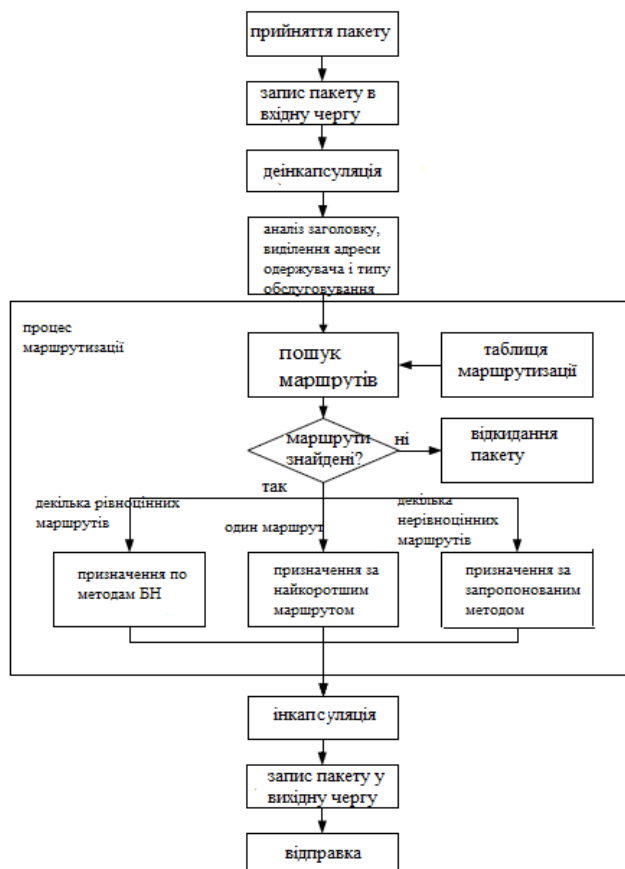 прийняття пакету
запис пакету в
вхідну чергу
деінкапсуляція
аналіз заголовку,
виділення адреси
одержувача і типу
обслуговування
процес
маршрутизації
пошук
маршрутів
таблиця
маршрутизації
маршрути
знайдені?
ні
відкидання
пакету
так
декілька рівноцінних
маршрутів
один маршрут
декілька
нерівноцінних
маршрутів
призначення по
методам БН
призначення за
найкоротшим
маршрутом
призначення за
запропонованим
методом
інкапсуляція
запис пакету у
вихідну чергу
відправка